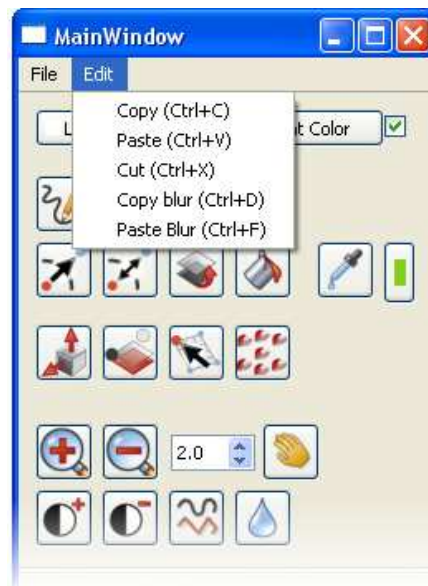 MainWindow
File Edit
Copy (Ctrl+C)
Paste (Ctrl+V)
Cut (Ctrl+X)
Copy blur (Ctrl+D)
Paste Blur (Ctrl+F)
Color
2.0